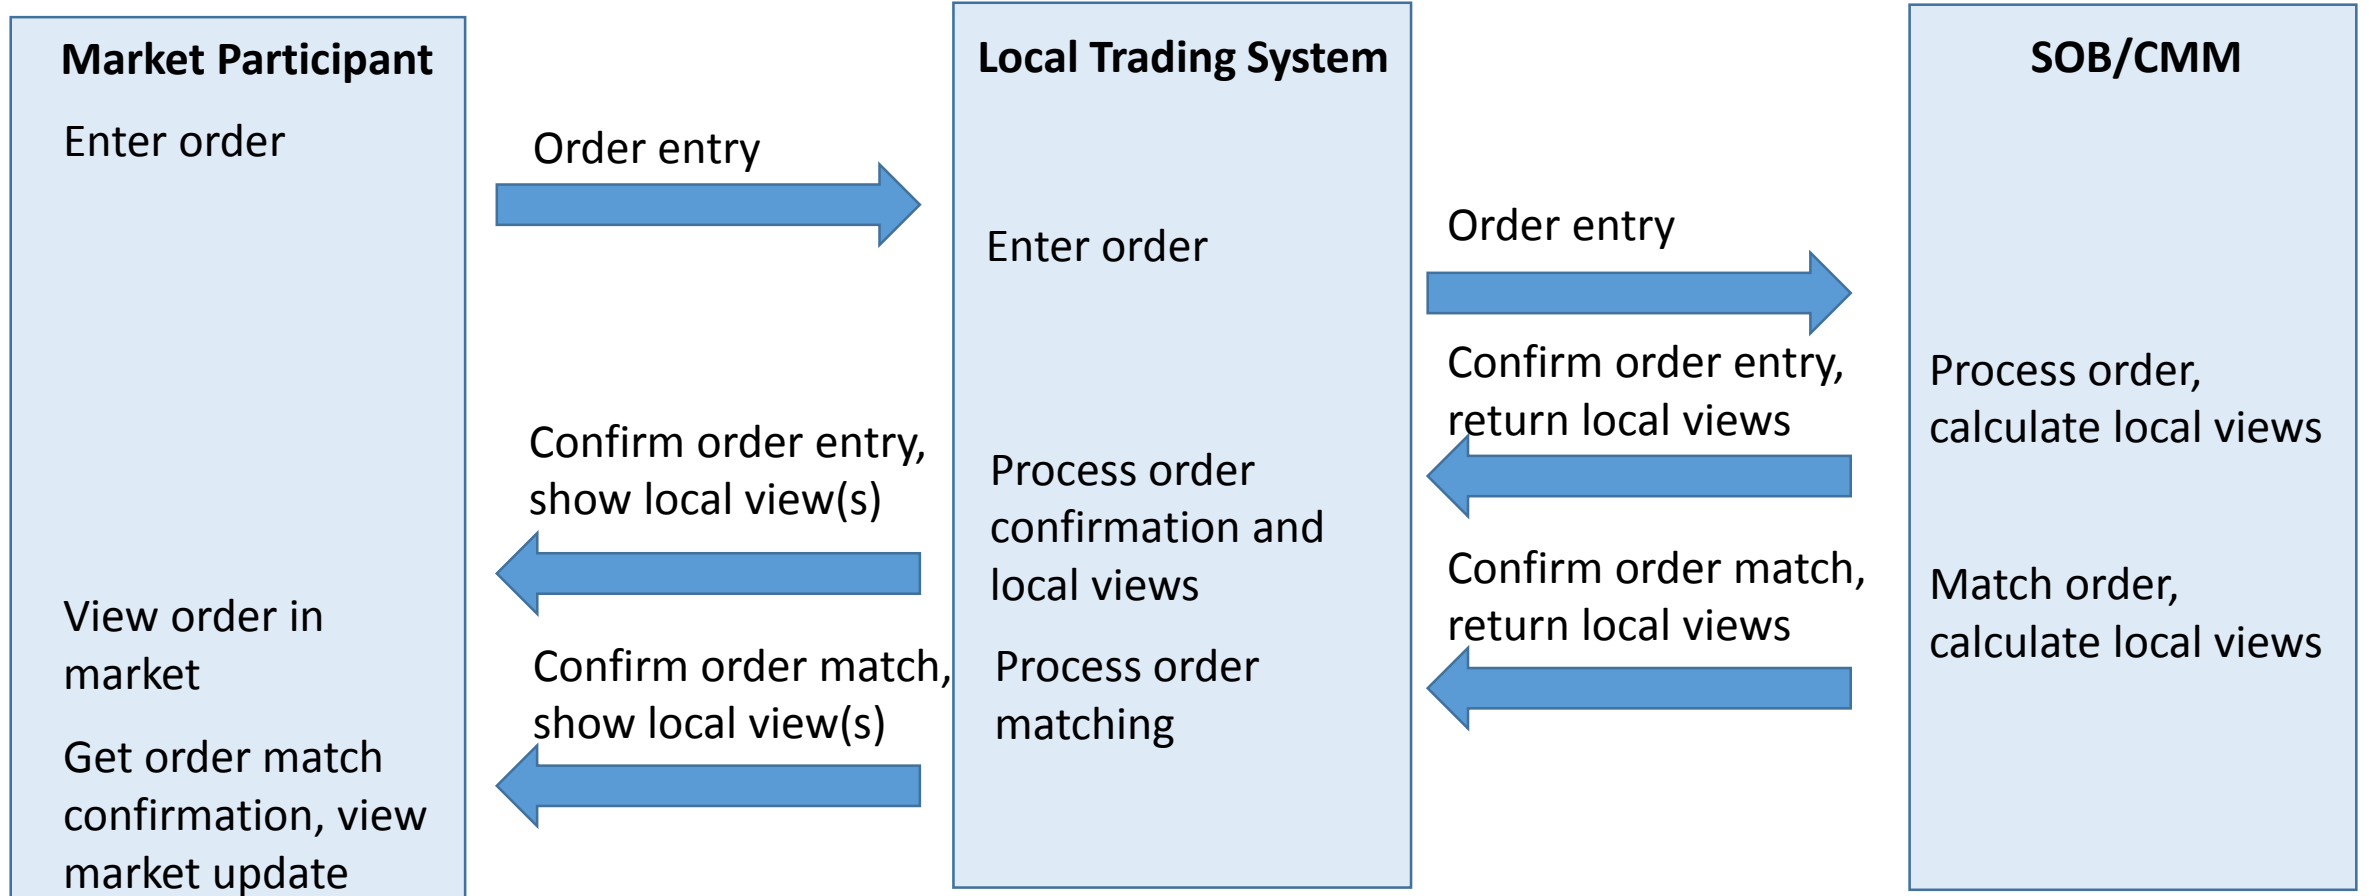 Market Participant
Enter order
View order in
market
Get order match
confirmation, view
market update
Order entry
Confirm order entry,
show local view(s)
Confirm order match,
show local view(s)
Local Trading System
Enter order
Process order
confirmation and
local views
Process order
matching
Order entry
Confirm order entry,
return local views
Confirm order match,
return local views
SOB/CMM
Process order,
calculate local views
Match order,
calculate local views